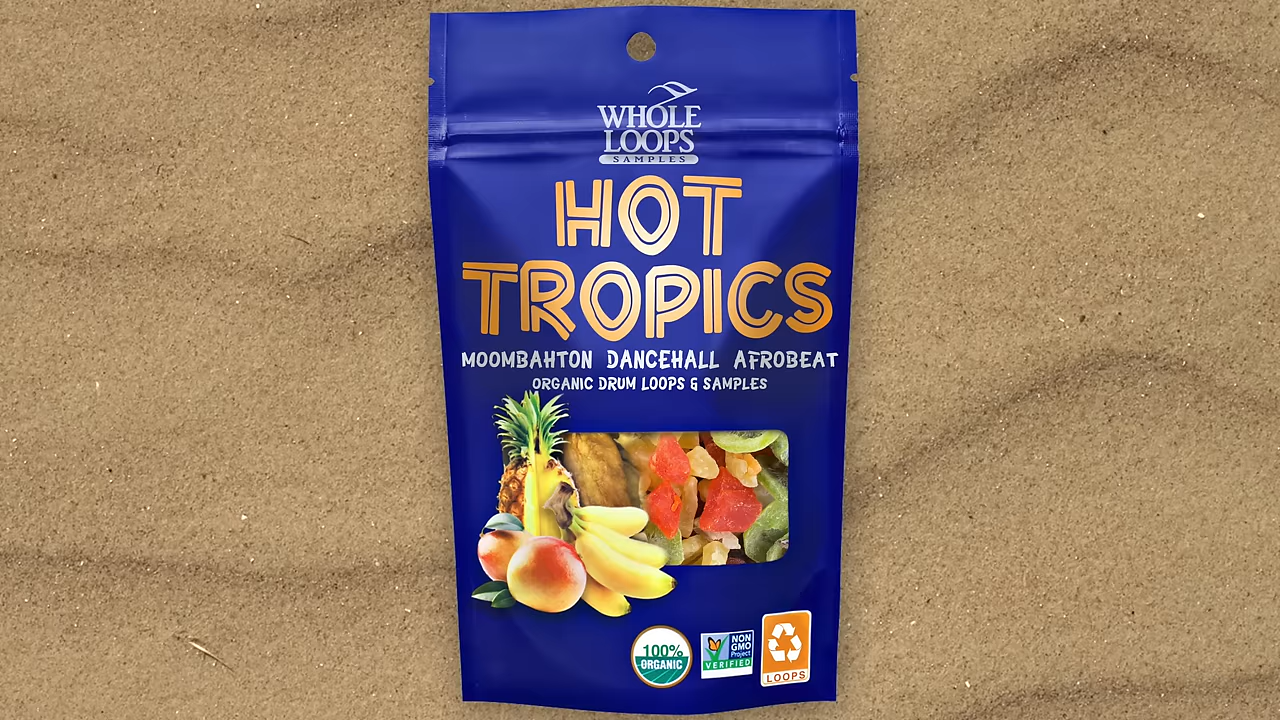 WHOLE
LOOPS
SAMPLES
HOT
TROPICS
MOOMBAHTON DANCEHALL AFROBEAT
ORGANIC DRUM LOOPS & SAMPLES
100%
ORGANIC
NON
GMO
Project
VERIFIED
LOOPS